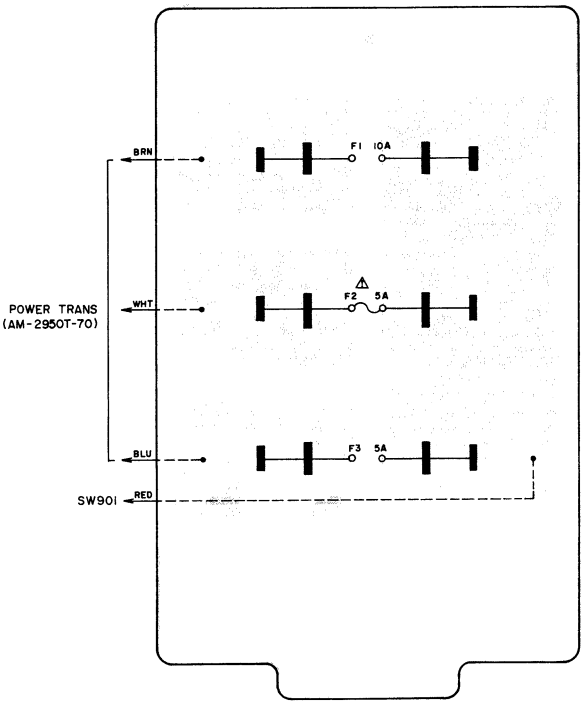 BRN
F1 10A
POWER TRANS
(AM-2950T-70)
WHT
F2 5A
BLU
F3 5A
SW901
RED